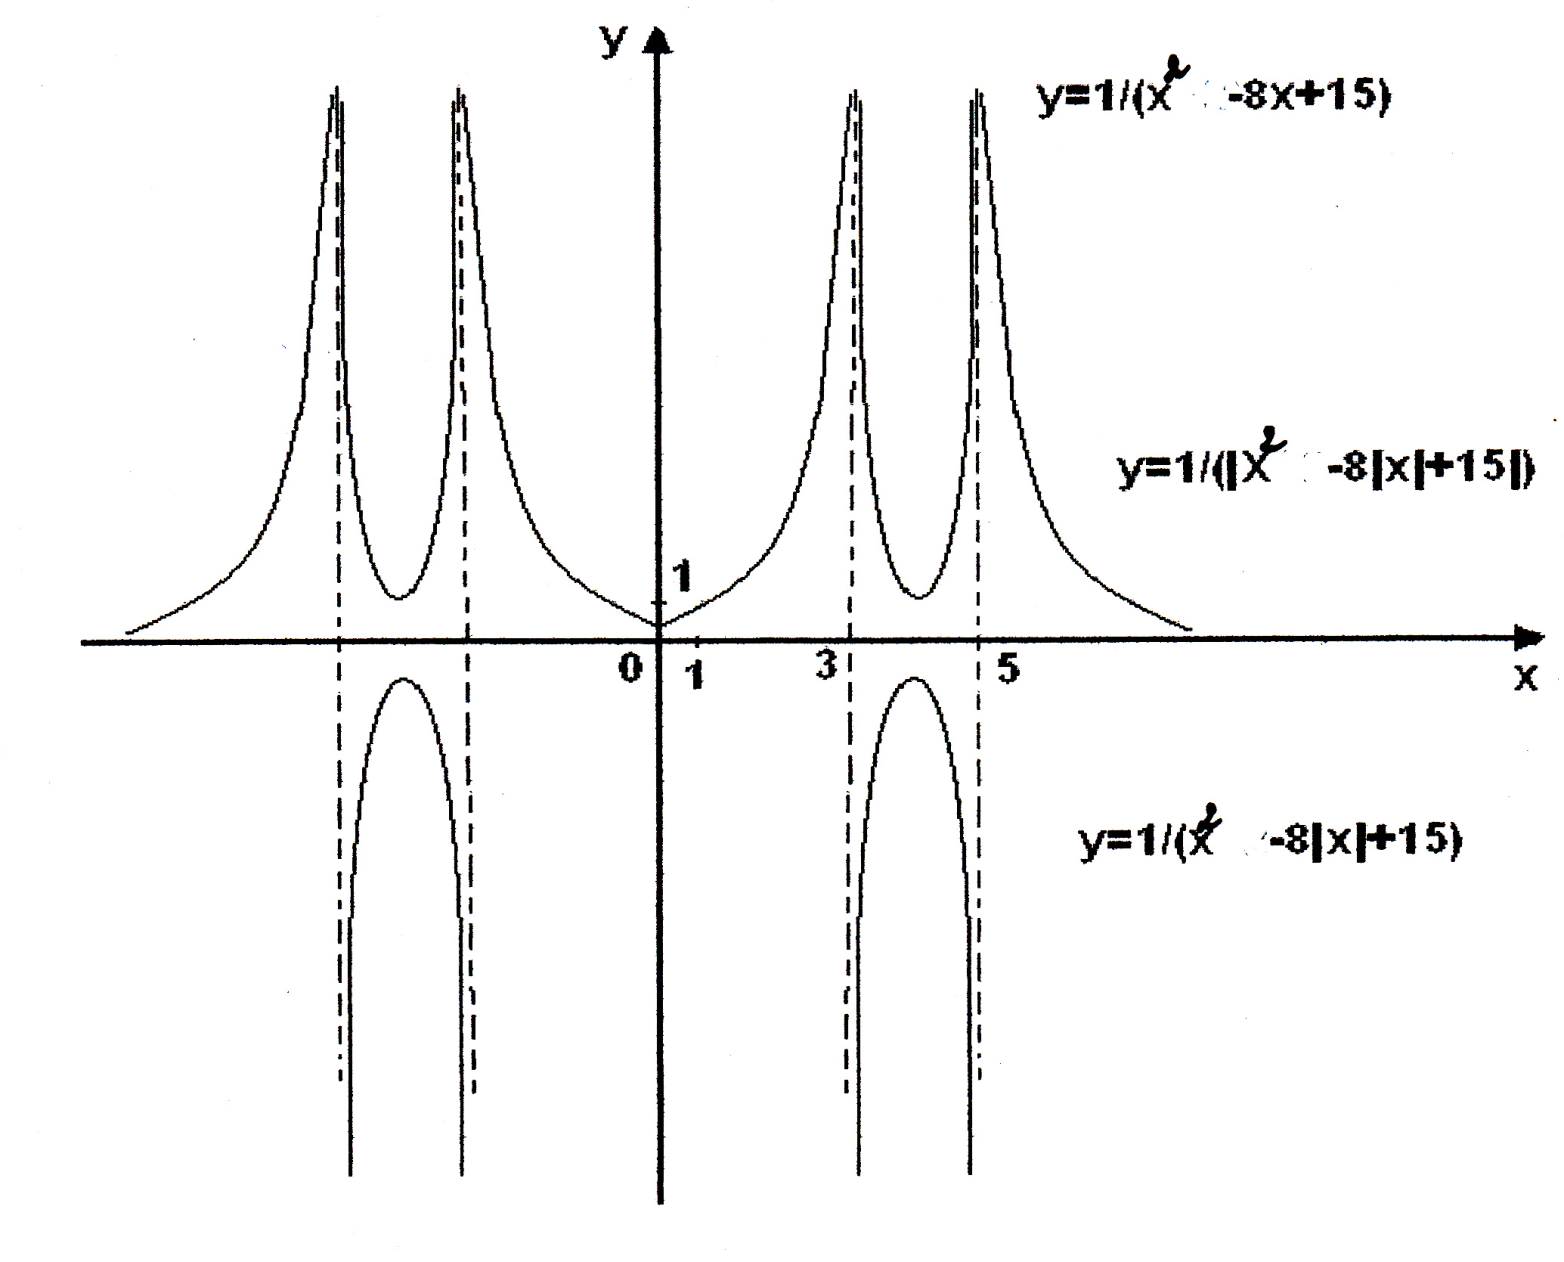 y
y=1/(x² -8x+15)
y=1/(|x² -8|x|+15|)
1
0 1 3 5 x
y=1/(x² -8|x|+15)